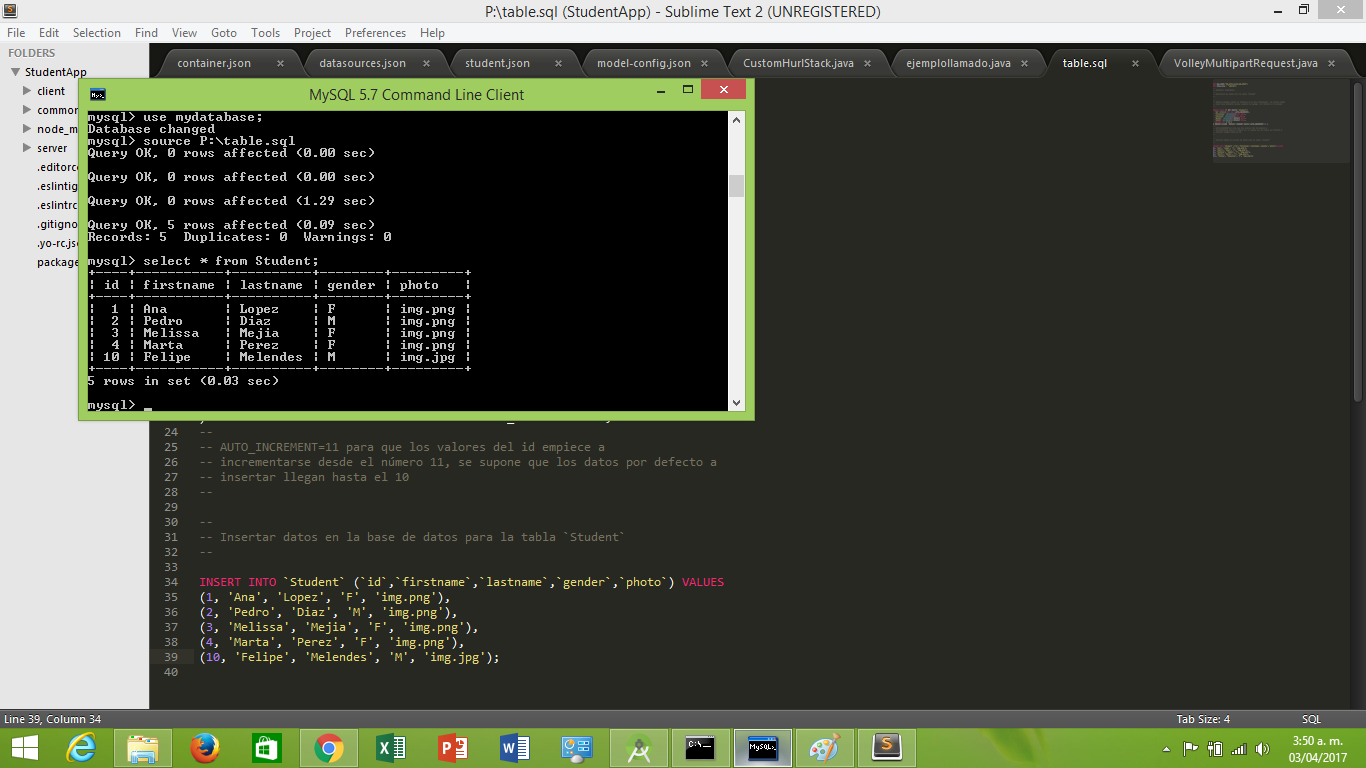 P:\table.sql (StudentApp) - Sublime Text 2 (UNREGISTERED)
File Edit Selection Find View Goto Tools Project Preferences Help
FOLDERS
StudentApp
client
common
node_m
server
.editorc
.eslintig
.eslintrc
.gitigno
.yo-rc.js
package
container.json
datasources.json
student.json
model-config.json
CustomHurlStack.java
ejemplollamado.java
table.sql
VolleyMultipartRequest.java
MySQL 5.7 Command Line Client
mysql> use mydatabase;
Database changed
mysql> source P:\table.sql
Query OK, 0 rows affected (0.00 sec)
Query OK, 0 rows affected (0.00 sec)
Query OK, 0 rows affected (1.29 sec)
Query OK, 5 rows affected (0.09 sec)
Records: 5  Duplicates: 0  Warnings: 0
mysql> select * from Student;
+----+-----------+----------+--------+---------+
| id | firstname | lastname | gender | photo   |
+----+-----------+----------+--------+---------+
|  1 | Ana       | Lopez    | F      | img.png |
|  2 | Pedro     | Diaz     | M      | img.png |
|  3 | Melissa   | Mejia    | F      | img.png |
|  4 | Marta     | Perez    | F      | img.png |
| 10 | Felipe    | Melendes | M      | img.jpg |
+----+-----------+----------+--------+---------+
5 rows in set (0.03 sec)
mysql> _
24 --
25 -- AUTO_INCREMENT=11 para que los valores del id empiece a
26 -- incrementarse desde el número 11, se supone que los datos por defecto a
27 -- insertar llegan hasta el 10
28 --
29
30 --
31 -- Insertar datos en la base de datos para la tabla `Student`
32 --
33
34 INSERT INTO `Student` (`id`,`firstname`,`lastname`,`gender`,`photo`) VALUES
35 (1, 'Ana', 'Lopez', 'F', 'img.png'),
36 (2, 'Pedro', 'Diaz', 'M', 'img.png'),
37 (3, 'Melissa', 'Mejia', 'F', 'img.png'),
38 (4, 'Marta', 'Perez', 'F', 'img.png'),
39 (10, 'Felipe', 'Melendes', 'M', 'img.jpg');
40
Line 39, Column 34
Tab Size: 4
SQL
3:50 a. m.
03/04/2017